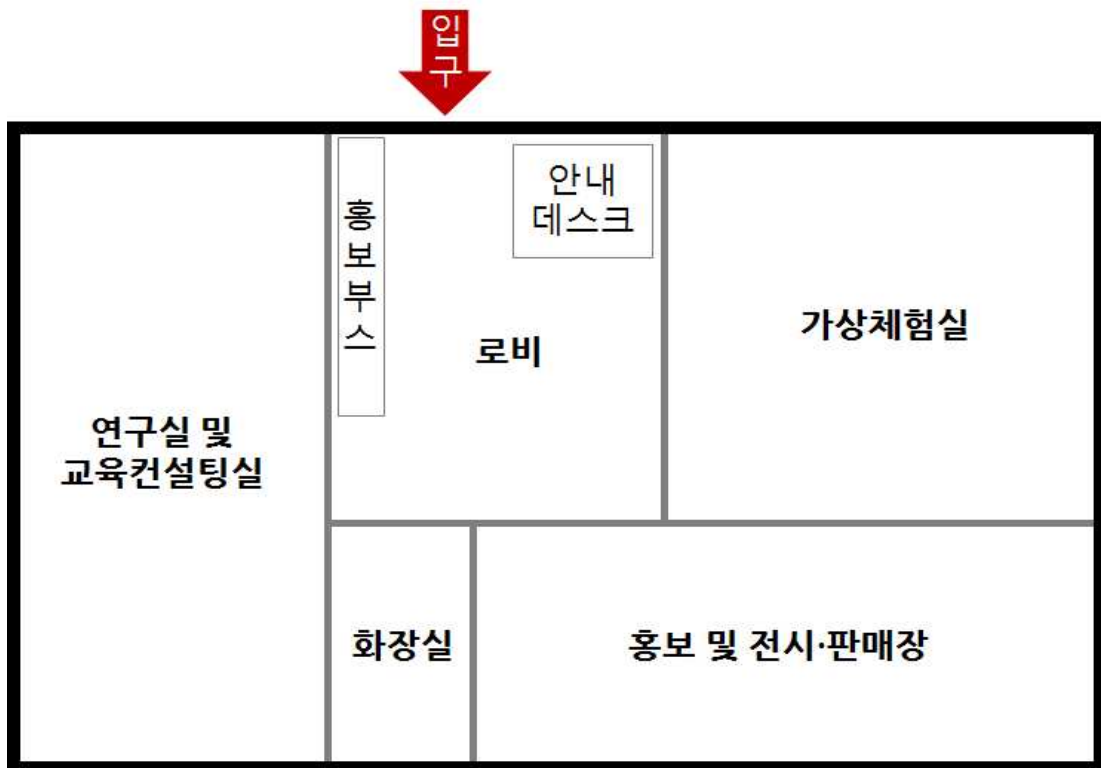 입구
안내
데스크
홍보부스
로비
가상체험실
연구실 및
교육컨설팅실
화장실
홍보 및 전시·판매장